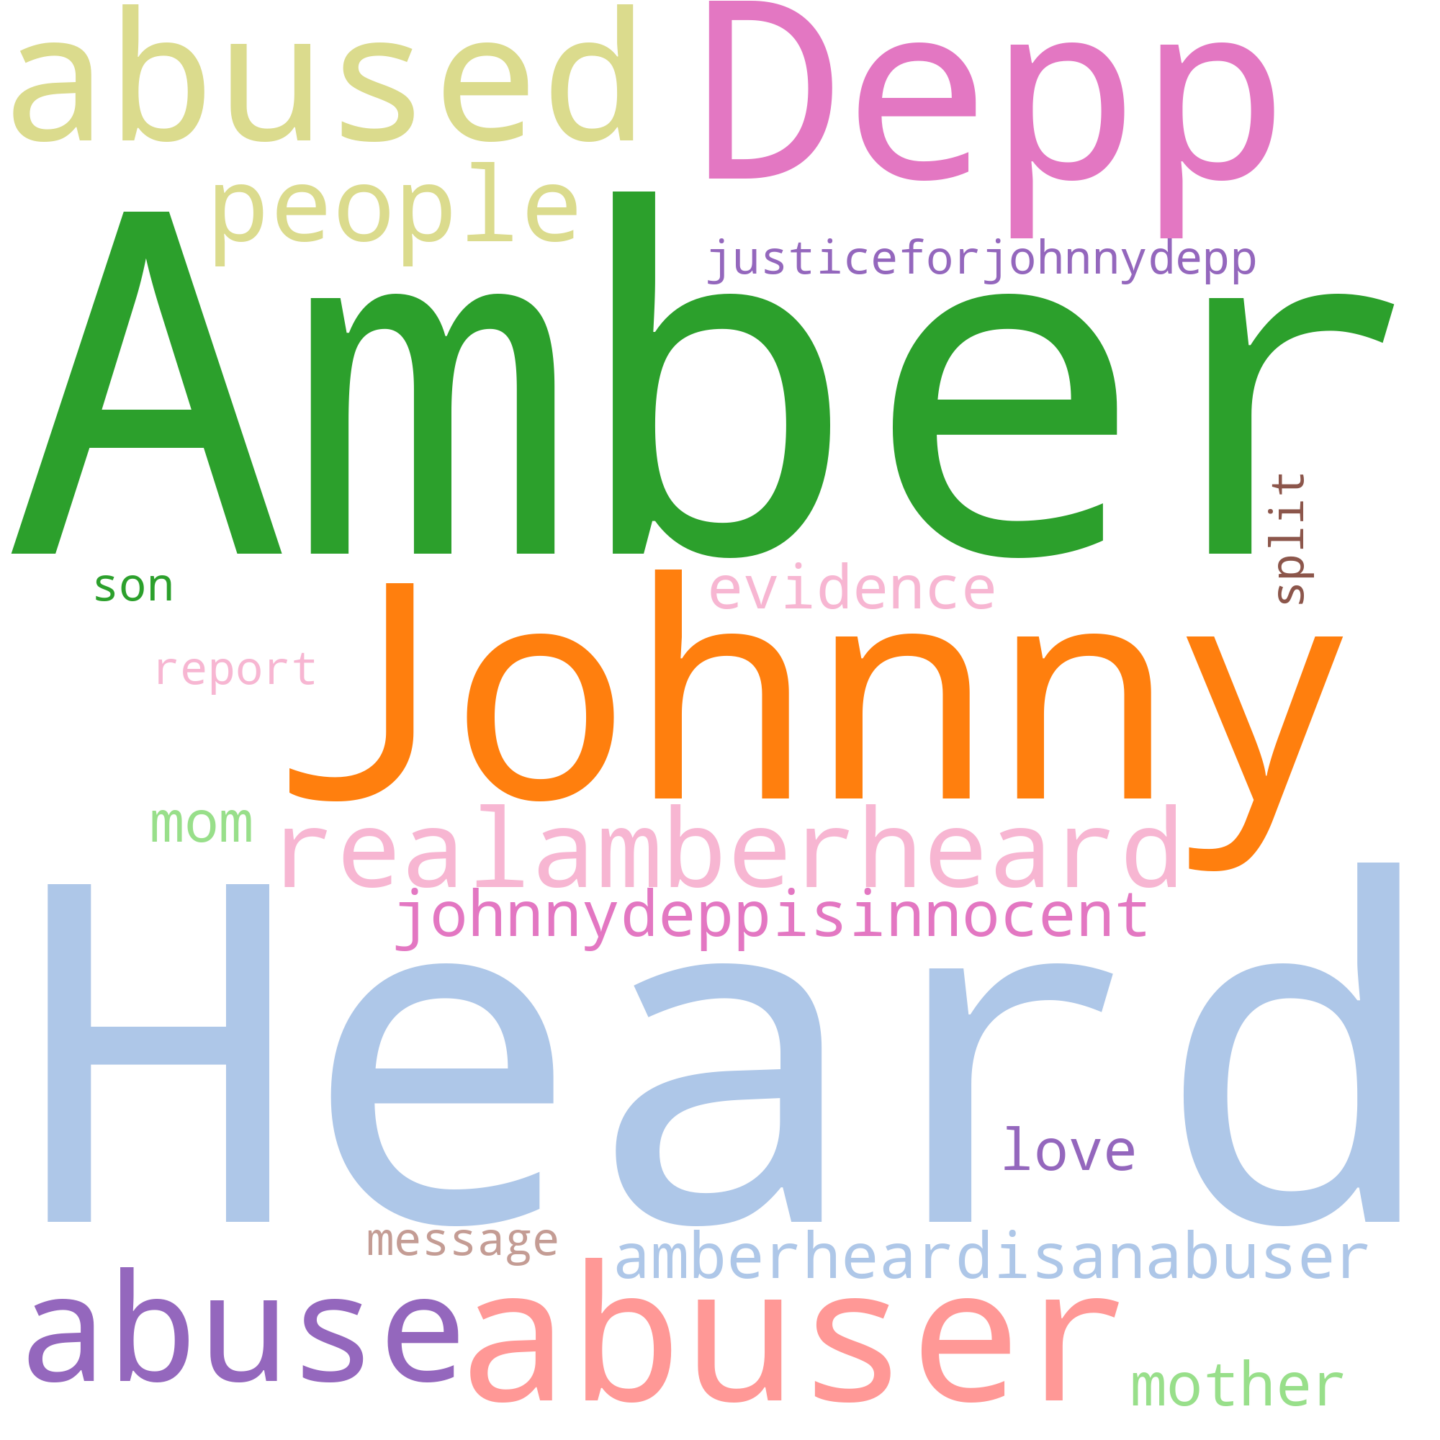 abused
Depp
people
justiceforjohnnydepp
Amber
split
son
evidence
report
Johnny
mom
realamberheard
johnnydeppisinnocent
Heard
love
message
amberheardisanabuser
abuse
abuser
mother